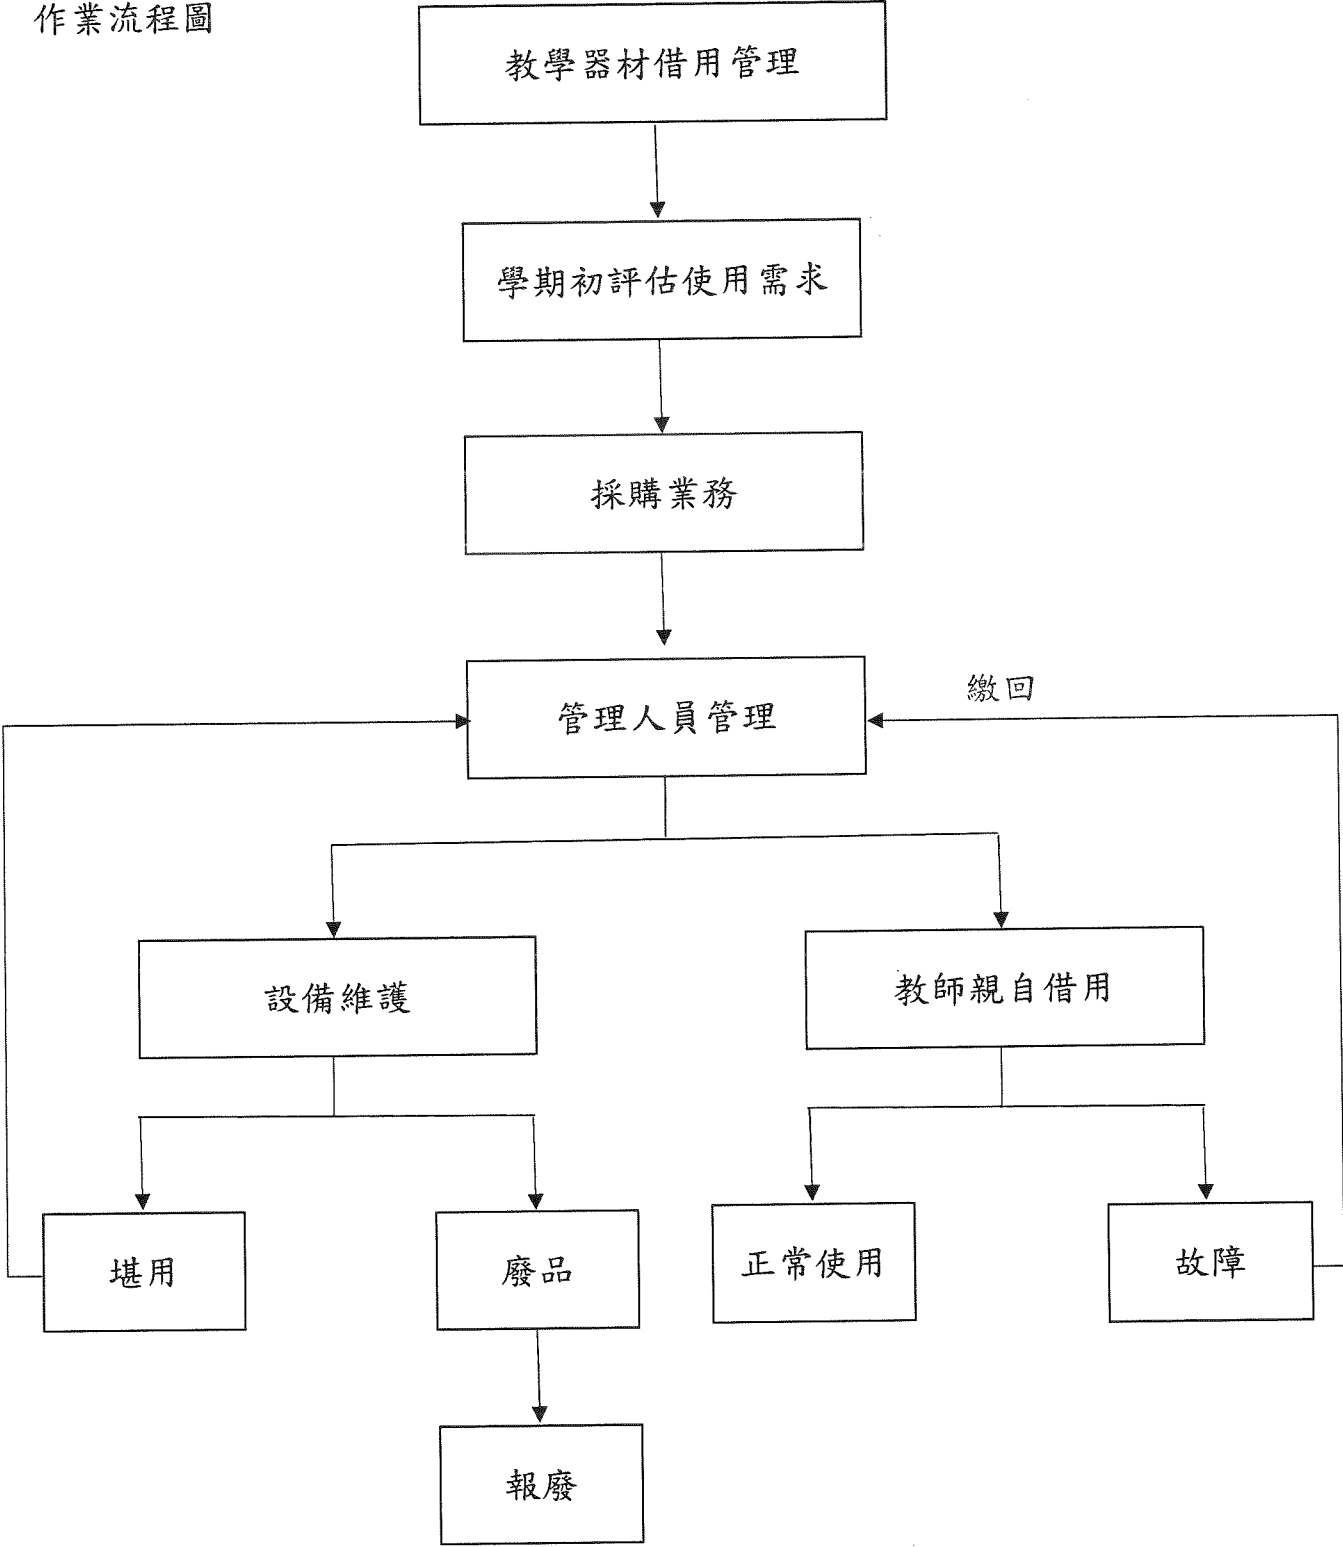 作業流程圖
教學器材借用管理
學期初評估使用需求
採購業務
管理人員管理
繳回
設備維護
教師親自借用
堪用
廢品
正常使用
故障
報廢